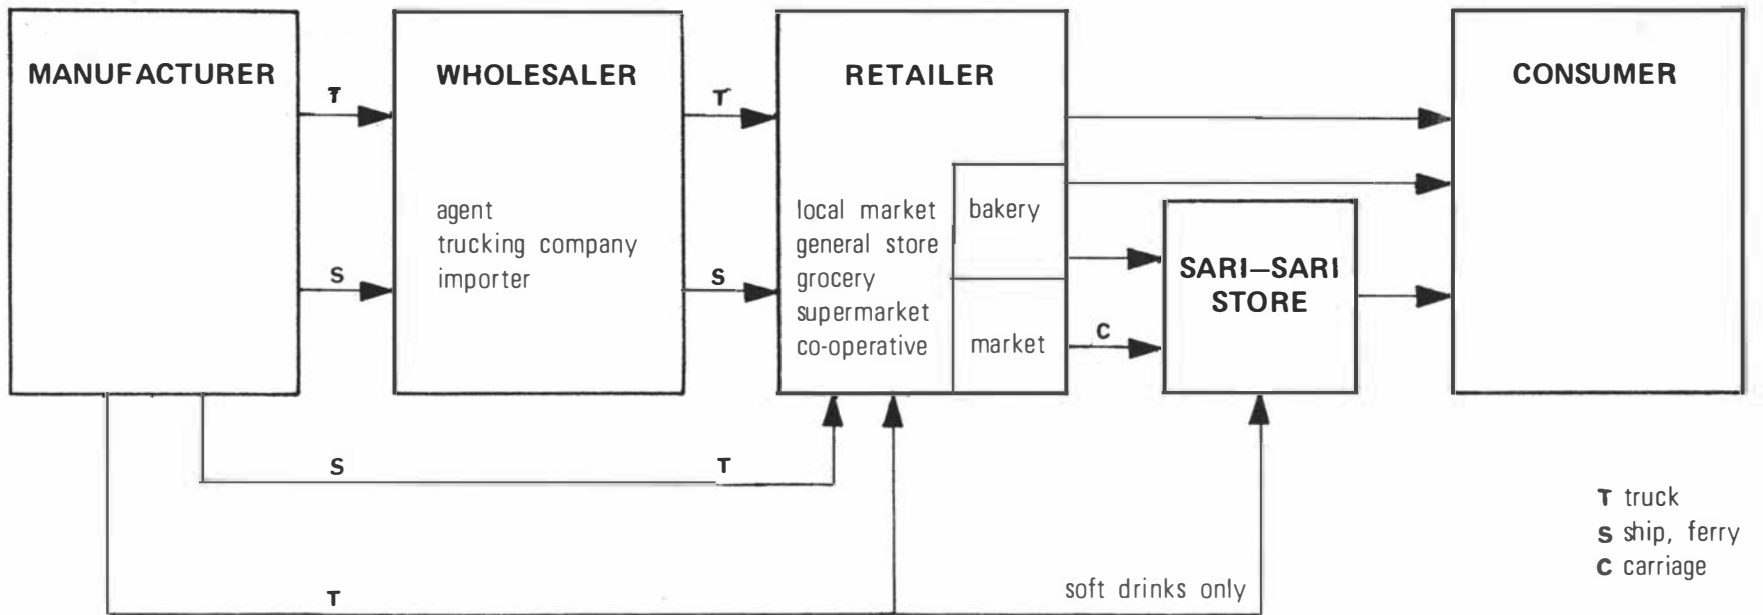 MANUFACTURER
T
S
WHOLESALER
agent
trucking company
importer
T
S
RETAILER
local market
general store
grocery
supermarket
co-operative
bakery
market
C
SARI–SARI
STORE
CONSUMER
S
T
T
soft drinks only
T truck
S ship, ferry
C carriage